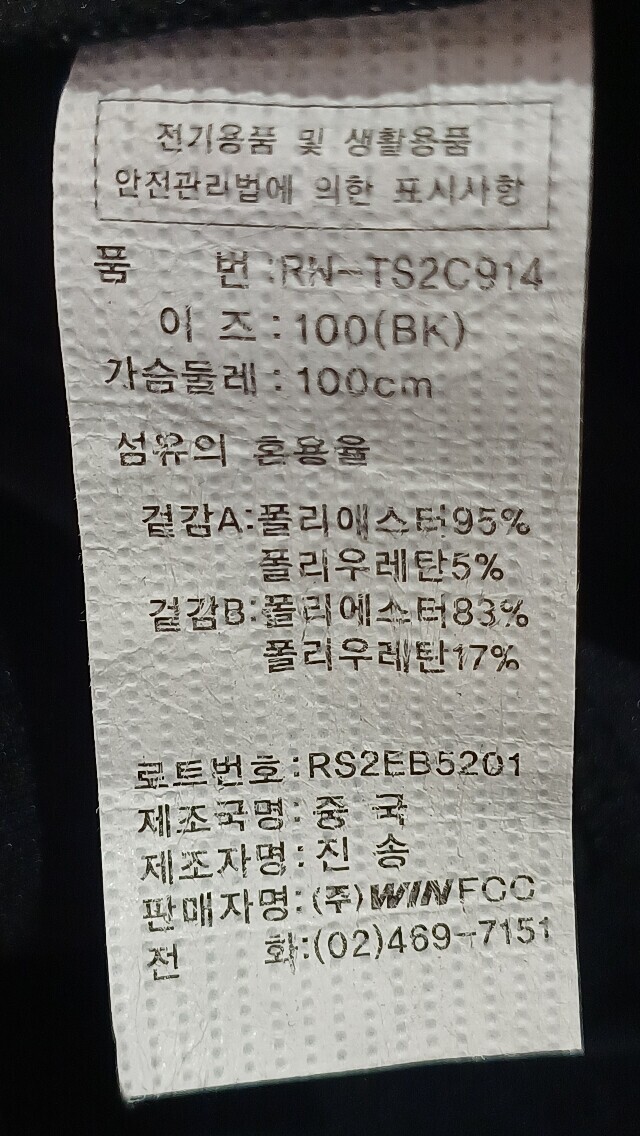 전기용품 및 생활용품
안전관리법에 의한 표시사항
품 번 :RN-TS2C914
이 즈 : 100(BK)
가슴둘레 : 100cm
섬유의 혼용율
겉감A:폴리에스터95%
폴리우레탄5%
겉감B:폴리에스터83%
폴리우레탄17%
로트번호:RS2EB5201
제조국명:중 국
제조자명:진 송
판매자명:(주)WINFCC
전 화:(02)469-7151